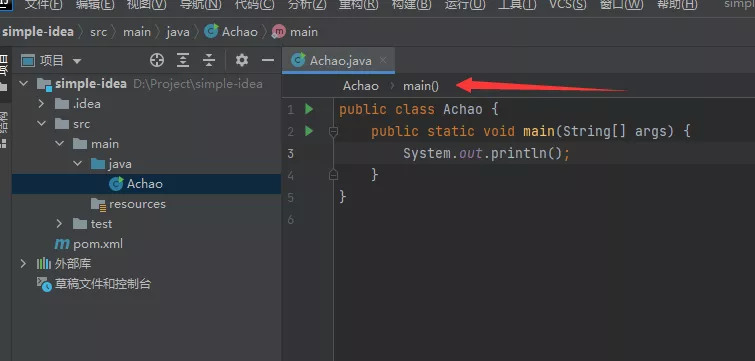 文件(F) 编辑(E) 视图(V) 导航(N) 代码(C) 分析(Z) 重构(R) 构建(B) 运行(U) 工具(T) VCS(S) 窗口(W) 帮助(H)
simple-idea > src > main > java > Achao > main
项目
Achao.java
simple-idea D:\Project\simple-idea
.idea
src
main
java
Achao
resources
test
pom.xml
外部库
草稿文件和控制台
项目
结构
Achao > main()
1 public class Achao {
2 public static void main(String[] args) {
3 System.out.println();
4 }
5 }
6